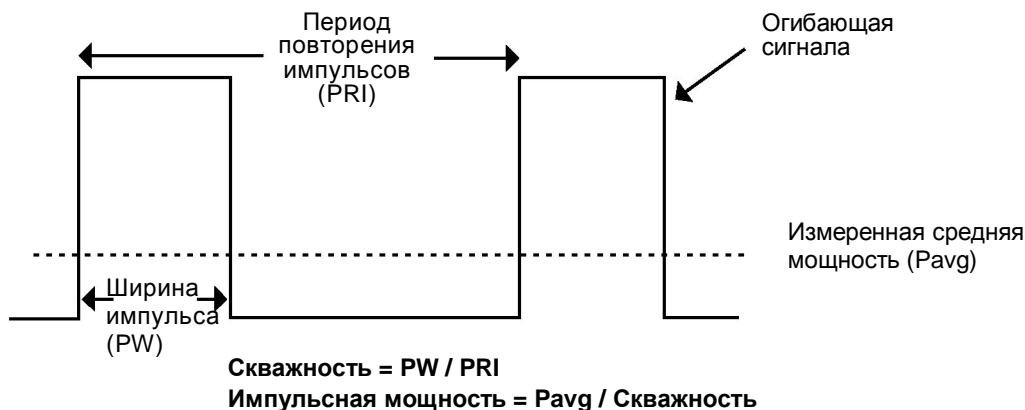 Период
повторения
импульсов
(PRI)
Огибающая
сигнала
Измеренная средняя
мощность (Pavg)
Ширина
импульса
(PW)
Скважность = PW / PRI
Импульсная мощность = Pavg / Скважность